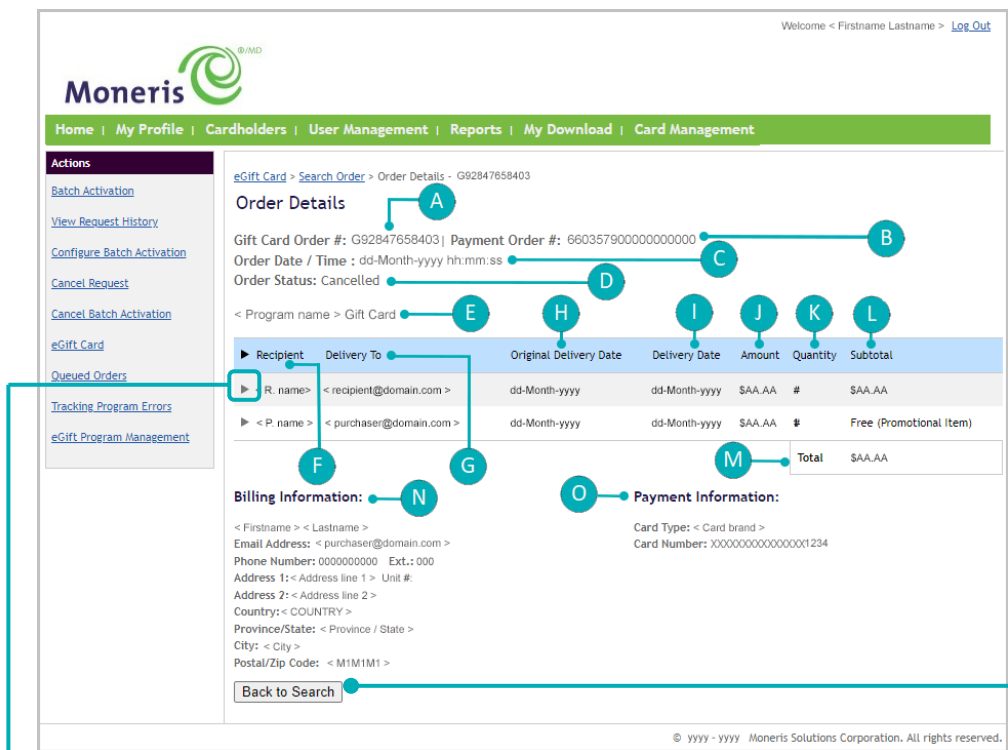 Welcome < Firstname Lastname > Log Out
®/MD
Moneris
Home | My Profile | Cardholders | User Management | Reports | My Download | Card Management
Actions
Batch Activation
View Request History
Configure Batch Activation
Cancel Request
Cancel Batch Activation
eGift Card
Queued Orders
Tracking Program Errors
eGift Program Management
eGift Card > Search Order > Order Details - G92847658403
Order Details
A
Gift Card Order #: G92847658403| Payment Order #: 660357900000000000
B
Order Date / Time : dd-Month-yyyy hh:mm:ss
C
Order Status: Cancelled
D
< Program name > Gift Card
E
H
I
J
K
L
▶ Recipient Delivery To Original Delivery Date Delivery Date Amount Quantity Subtotal
▶ < R. name> < recipient@domain.com > dd-Month-yyyy dd-Month-yyyy $AA.AA # $AA.AA
▶ < P. name > < purchaser@domain.com > dd-Month-yyyy dd-Month-yyyy $AA.AA # Free (Promotional Item)
F
G
M
Total $AA.AA
Billing Information:
N
< Firstname > < Lastname >
Email Address: < purchaser@domain.com >
Phone Number: 0000000000 Ext.: 000
Address 1: < Address line 1 > Unit #:
Address 2: < Address line 2 >
Country: < COUNTRY >
Province/State: < Province / State >
City: < City >
Postal/Zip Code: < M1M1M1 >
O
Payment Information:
Card Type: < Card brand >
Card Number: XXXXXXXXXXXXXXX1234
Back to Search
© yyyy - yyyy Moneris Solutions Corporation. All rights reserved.